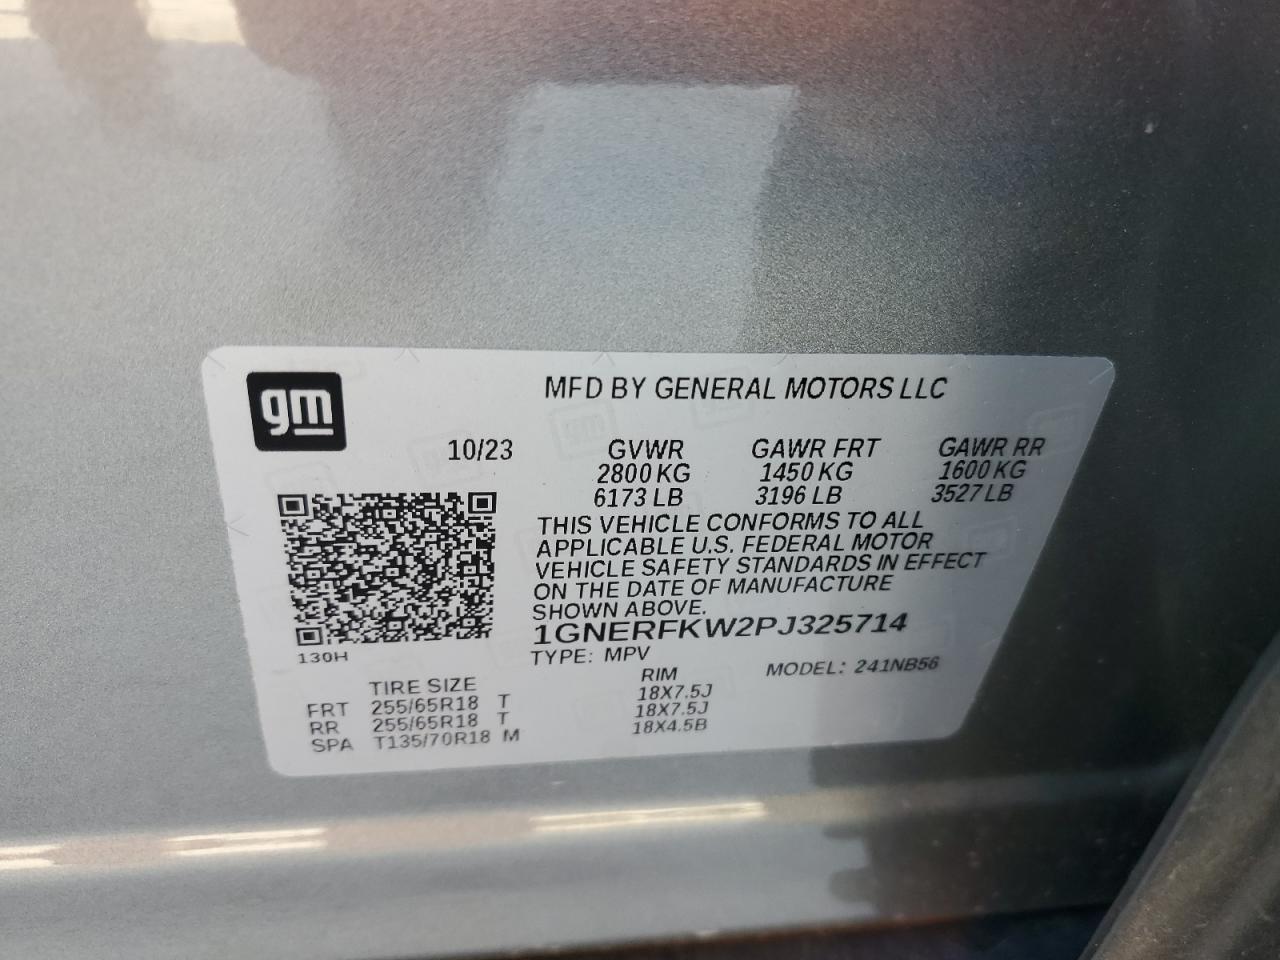 gm
MFD BY GENERAL MOTORS LLC
10/23 GVWR GAWR FRT GAWR RR
2800 KG 1450 KG 1600 KG
6173 LB 3196 LB 3527 LB
THIS VEHICLE CONFORMS TO ALL
APPLICABLE U.S. FEDERAL MOTOR
VEHICLE SAFETY STANDARDS IN EFFECT
ON THE DATE OF MANUFACTURE
SHOWN ABOVE.
1GNERFKW2PJ325714
130H
TYPE: MPV MODEL: 241NB56
TIRE SIZE RIM
FRT 255/65R18 T 18X7.5J
RR 255/65R18 T 18X7.5J
SPA T135/70R18 M 18X4.5B